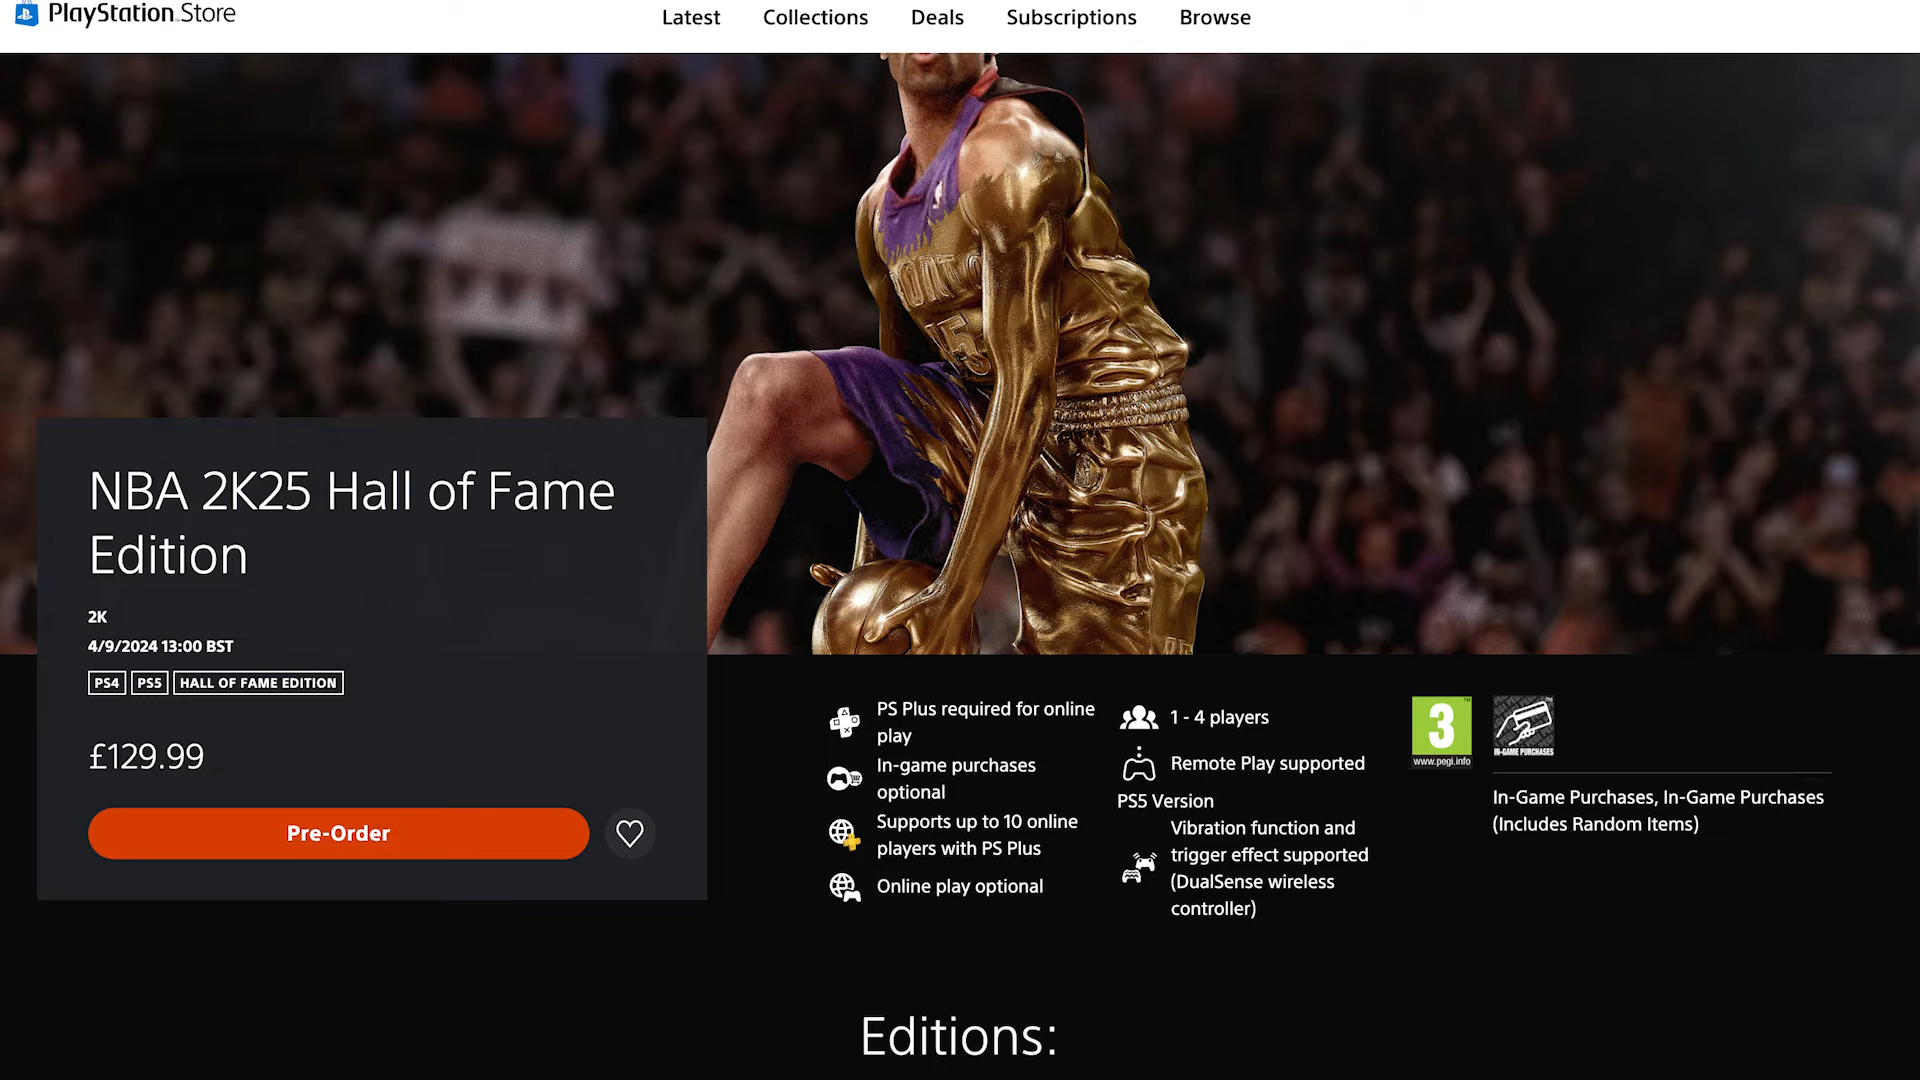 PlayStation Store
Latest
Collections
Deals
Subscriptions
Browse
15
NBA 2K25 Hall of Fame
Edition
2K
4/9/2024 13:00 BST
PS4
PS5
HALL OF FAME EDITION
£129.99
Pre-Order
PS Plus required for online
play
In-game purchases
optional
Supports up to 10 online
players with PS Plus
Online play optional
1 - 4 players
Remote Play supported
PS5 Version
Vibration function and
trigger effect supported
(DualSense wireless
controller)
3
www.pegi.info
IN-GAME PURCHASES
In-Game Purchases, In-Game Purchases
(Includes Random Items)
Editions: